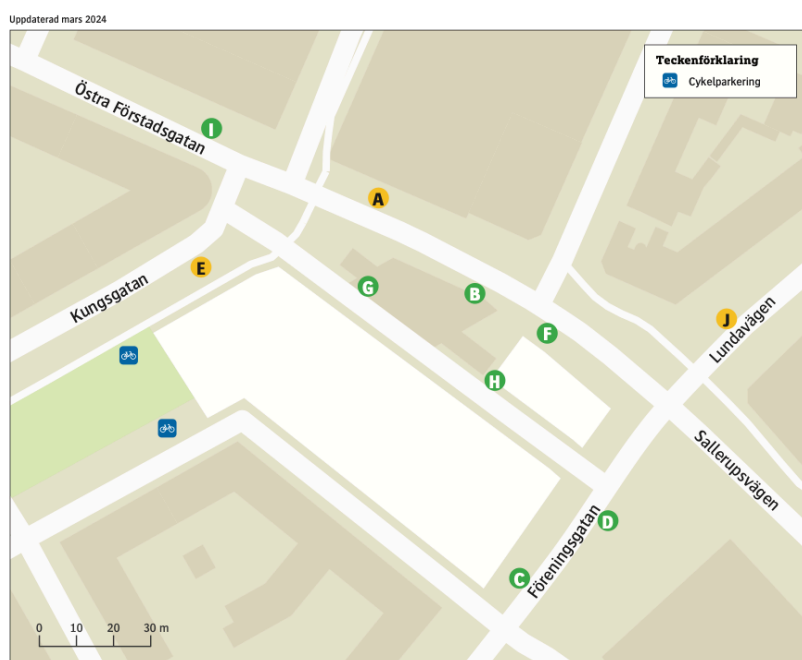 Uppdaterad mars 2024
Teckenförklaring
Cykelparkering
Östra Förstadsgatan
I
A
E
Kungsgatan
G
B
J
Lundavägen
F
H
Sallerupsvägen
D
Föreningsgatan
C
0 10 20 30 m